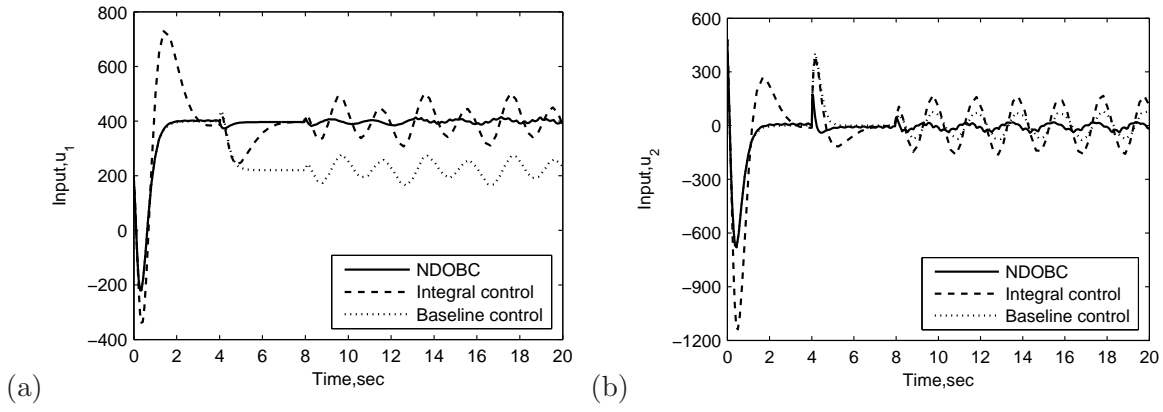 (a)
Input,u1
800
600
400
200
0
−200
−400
0 2 4 6 8 10 12 14 16 18 20
Time,sec
NDOBC
Integral control
Baseline control
(b)
Input,u2
600
300
0
−300
−600
−900
−1200
0 2 4 6 8 10 12 14 16 18 20
Time,sec
NDOBC
Integral control
Baseline control